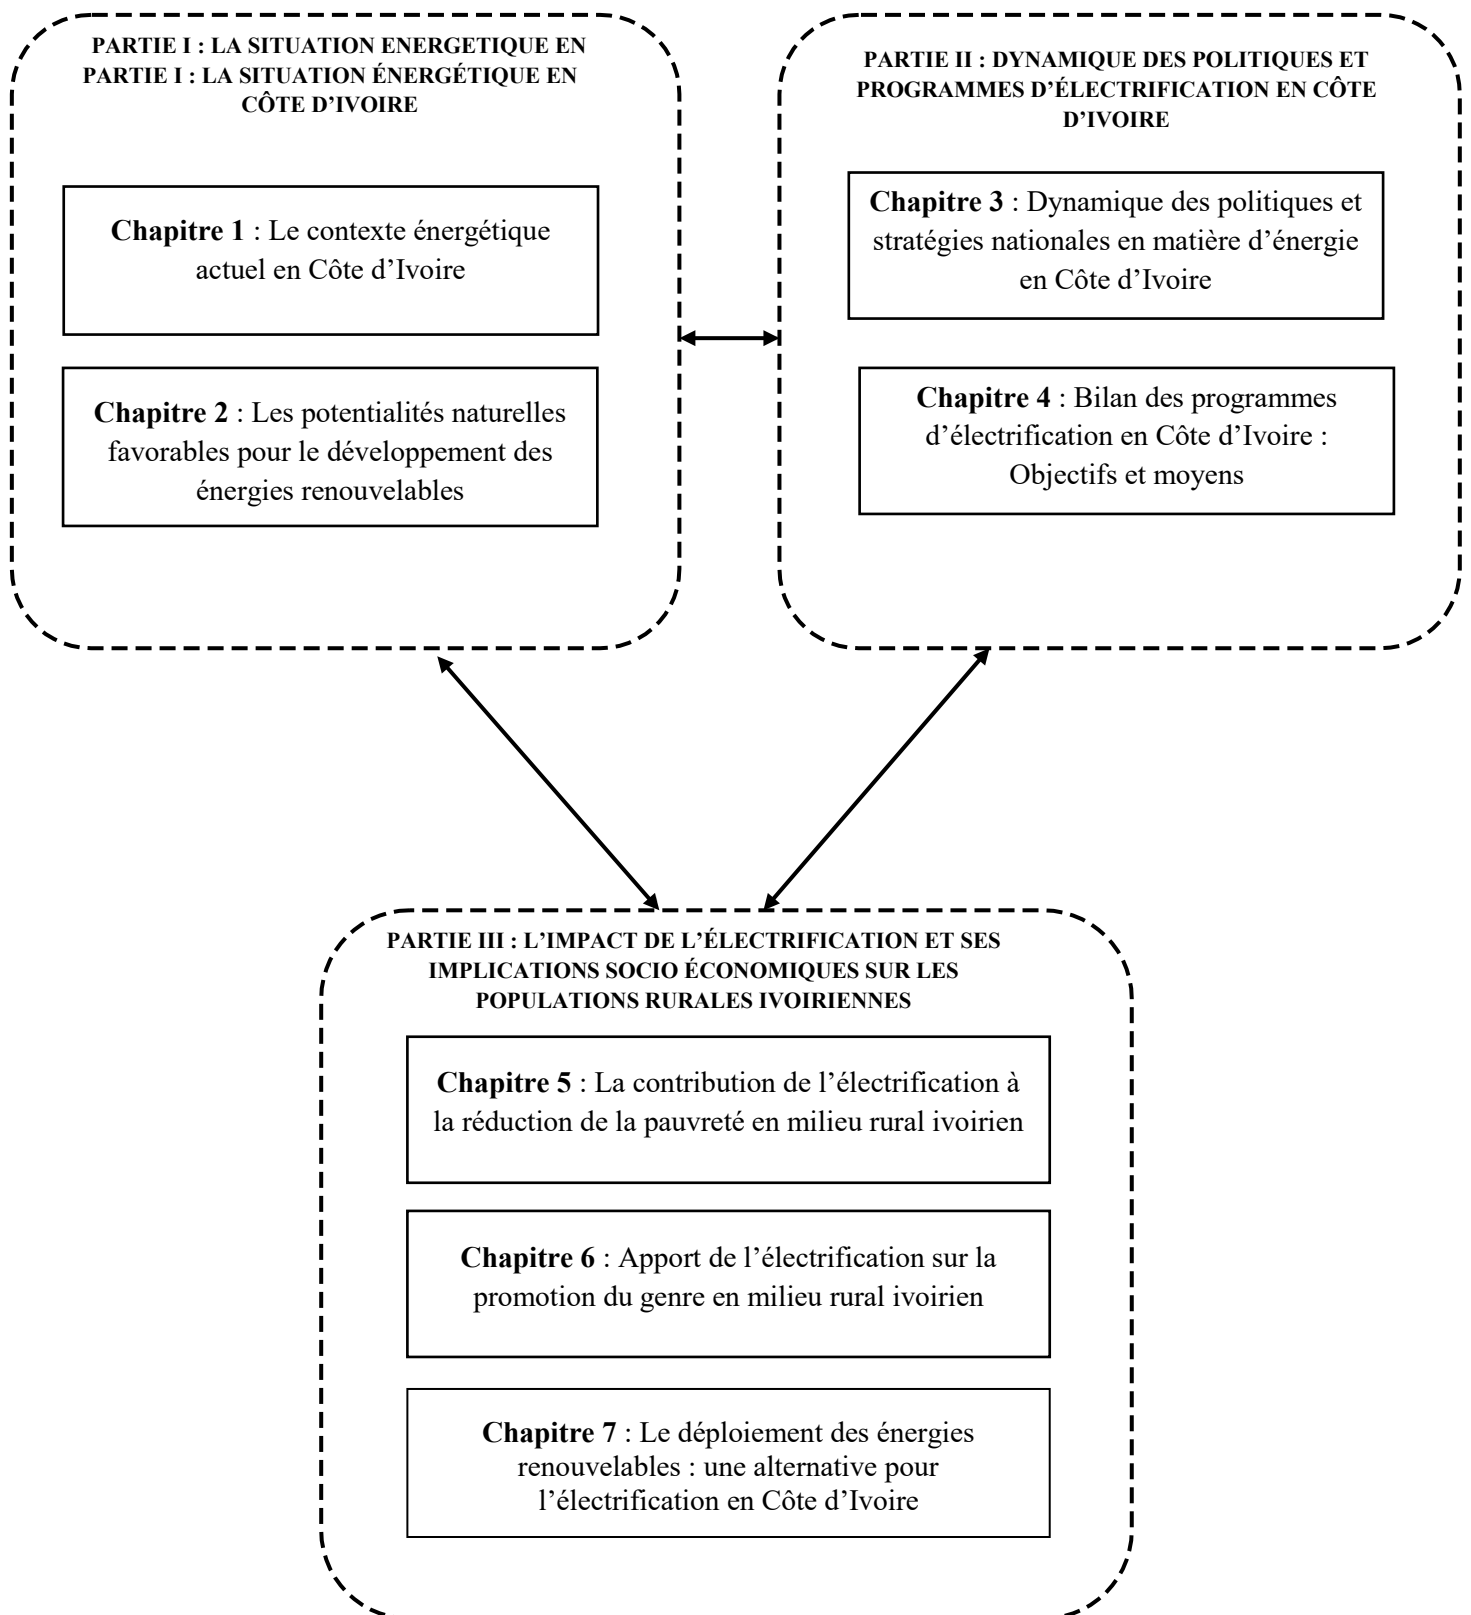 PARTIE I : LA SITUATION ENERGETIQUE EN
PARTIE I : LA SITUATION ÉNERGÉTIQUE EN
CÔTE D’IVOIRE
Chapitre 1 : Le contexte énergétique
actuel en Côte d’Ivoire
Chapitre 2 : Les potentialités naturelles
favorables pour le développement des
énergies renouvelables
PARTIE II : DYNAMIQUE DES POLITIQUES ET
PROGRAMMES D’ÉLECTRIFICATION EN CÔTE
D’IVOIRE
Chapitre 3 : Dynamique des politiques et
stratégies nationales en matière d’énergie
en Côte d’Ivoire
Chapitre 4 : Bilan des programmes
d’électrification en Côte d’Ivoire :
Objectifs et moyens
PARTIE III : L’IMPACT DE L’ÉLECTRIFICATION ET SES
IMPLICATIONS SOCIO ÉCONOMIQUES SUR LES
POPULATIONS RURALES IVOIRIENNES
Chapitre 5 : La contribution de l’électrification à
la réduction de la pauvreté en milieu rural ivoirien
Chapitre 6 : Apport de l’électrification sur la
promotion du genre en milieu rural ivoirien
Chapitre 7 : Le déploiement des énergies
renouvelables : une alternative pour
l’électrification en Côte d’Ivoire